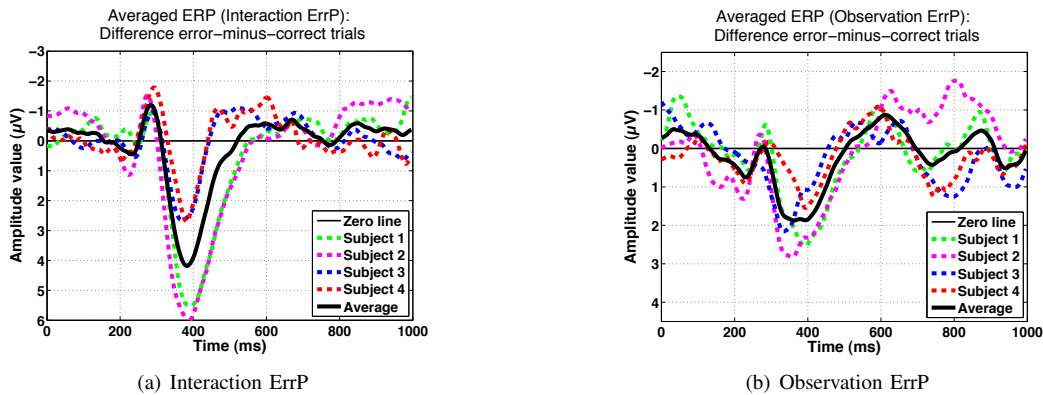 Averaged ERP (Interaction ErrP):
Difference error−minus−correct trials
Amplitude value (µV)
−3
−2
−1
0
1
2
3
4
5
6
0
200
400
600
800
1000
Time (ms)
Zero line
Subject 1
Subject 2
Subject 3
Subject 4
Average
(a) Interaction ErrP
Averaged ERP (Observation ErrP):
Difference error−minus−correct trials
Amplitude value (µV)
−2
−1
0
1
2
3
4
0
200
400
600
800
1000
Time (ms)
Zero line
Subject 1
Subject 2
Subject 3
Subject 4
Average
(b) Observation ErrP